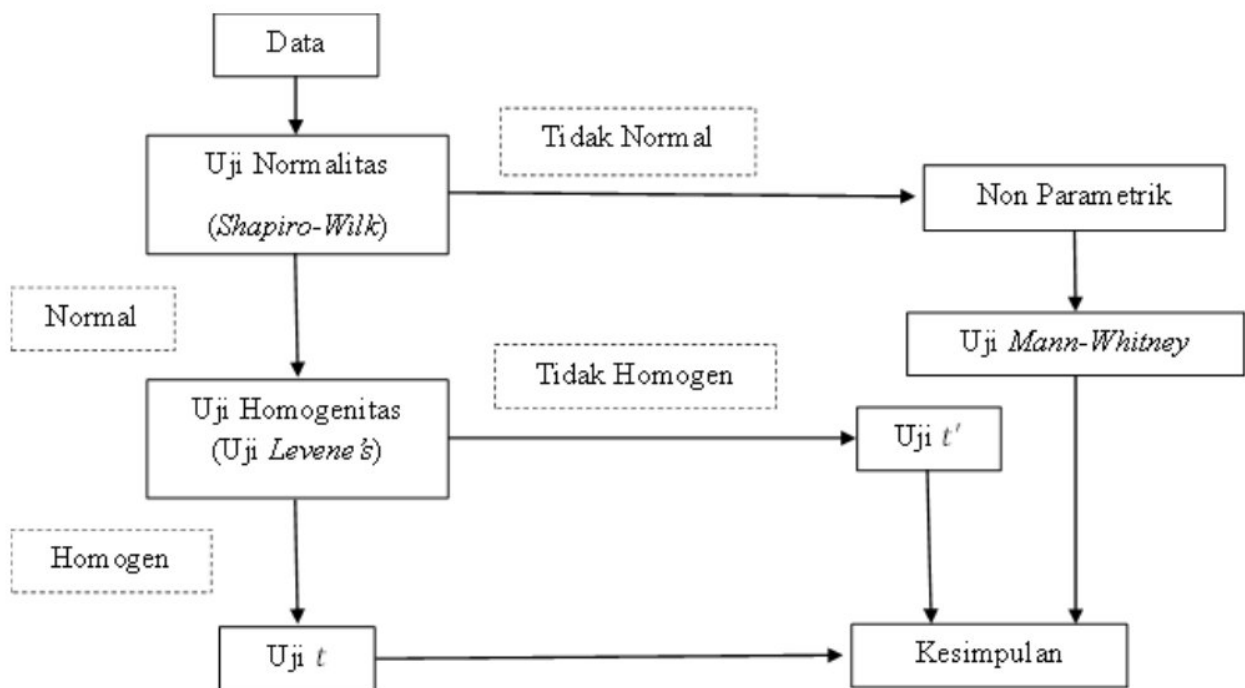 Data
Uji Normalitas
(Shapiro-Wilk)
Tidak Normal
Non Parametrik
Normal
Uji Mann-Whitney
Uji Homogenitas
(Uji Levene's)
Tidak Homogen
Uji t'
Homogen
Uji t
Kesimpulan